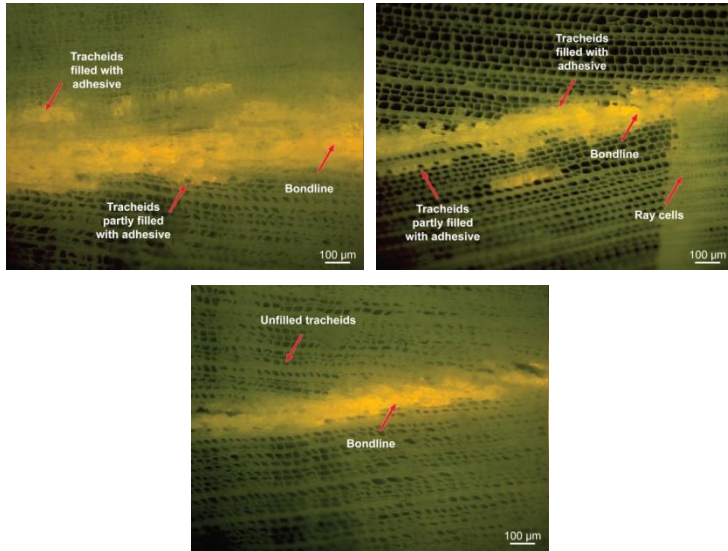 Tracheids
filled with
adhesive
Bondline
Tracheids
partly filled
with adhesive
100 µm
Tracheids
filled with
adhesive
Bondline
Tracheids
partly filled
with adhesive
Ray cells
100 µm
Unfilled tracheids
Bondline
100 µm